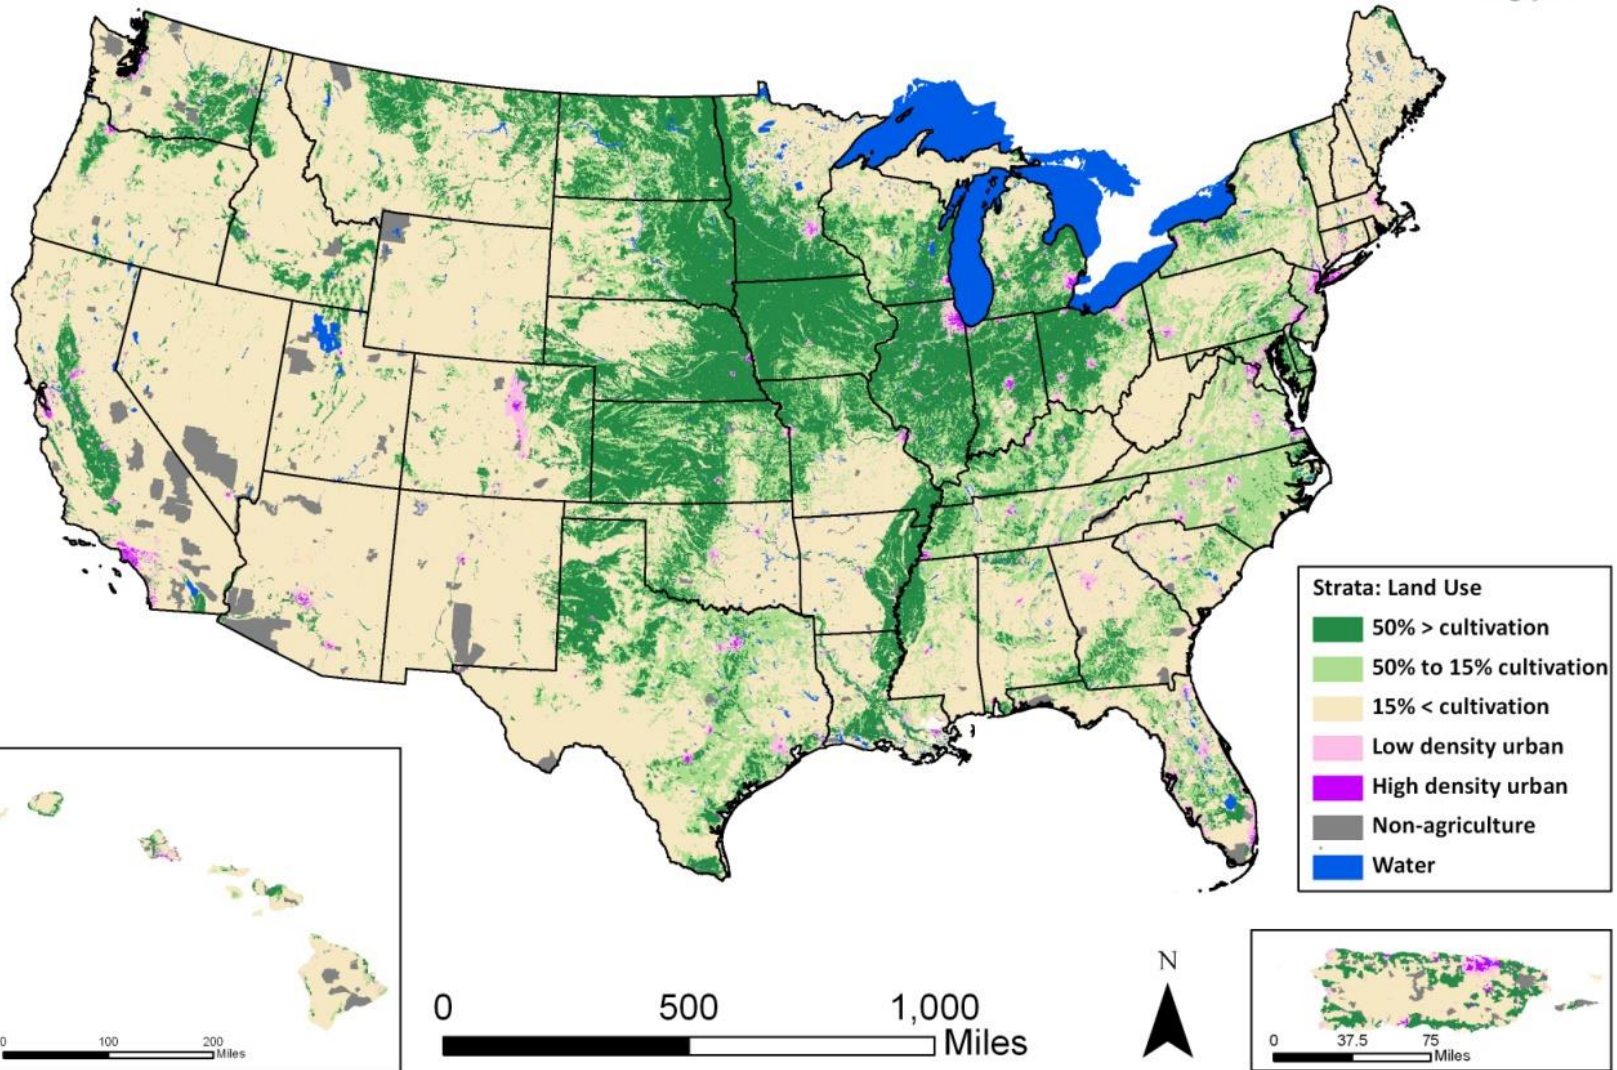 Strata: Land Use
50% > cultivation
50% to 15% cultivation
15% < cultivation
Low density urban
High density urban
Non-agriculture
Water
0 100 200
Miles
0 500 1,000
Miles
N
0 37.5 75
Miles